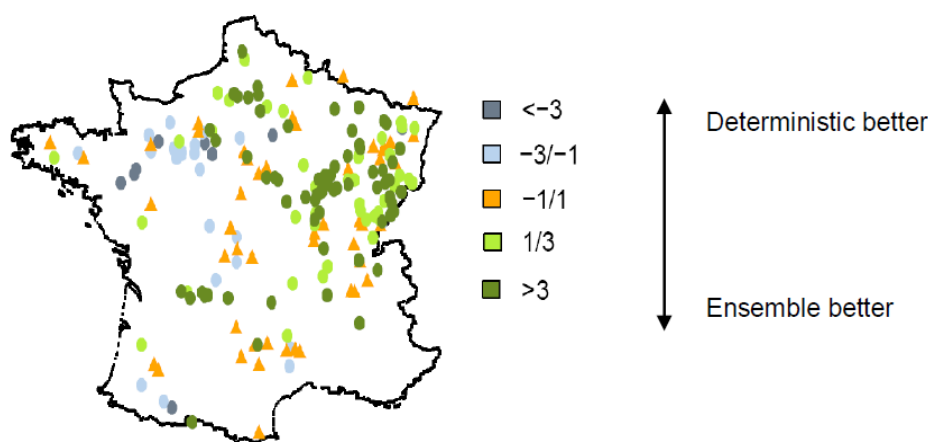 <−3
−3/−1
−1/1
1/3
>3
Deterministic better
Ensemble better